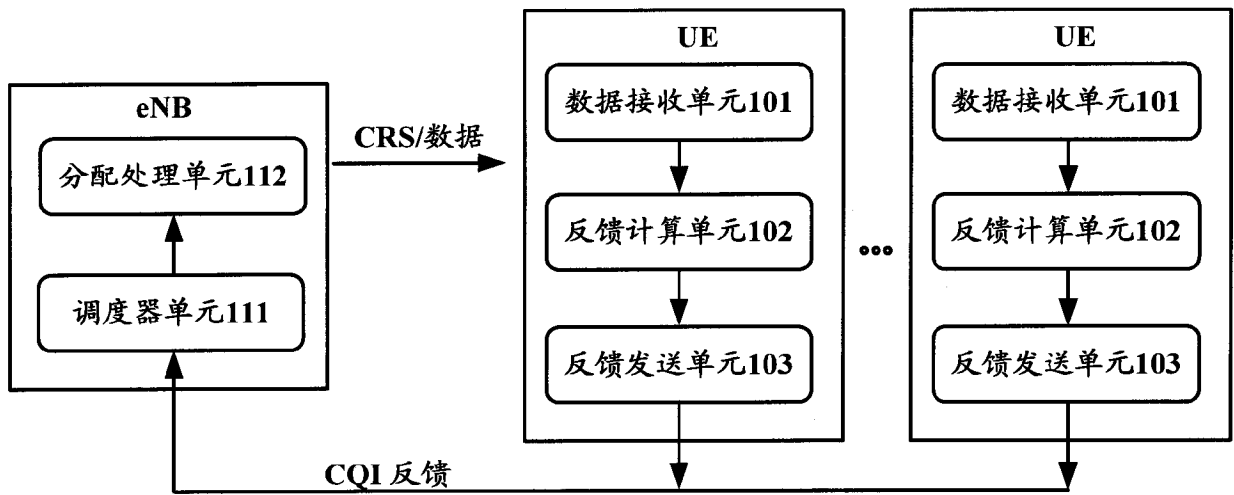 eNB
分配处理单元112
调度器单元111
CRS/数据
UE
数据接收单元101
反馈计算单元102
反馈发送单元103
UE
数据接收单元101
反馈计算单元102
反馈发送单元103
CQI 反馈